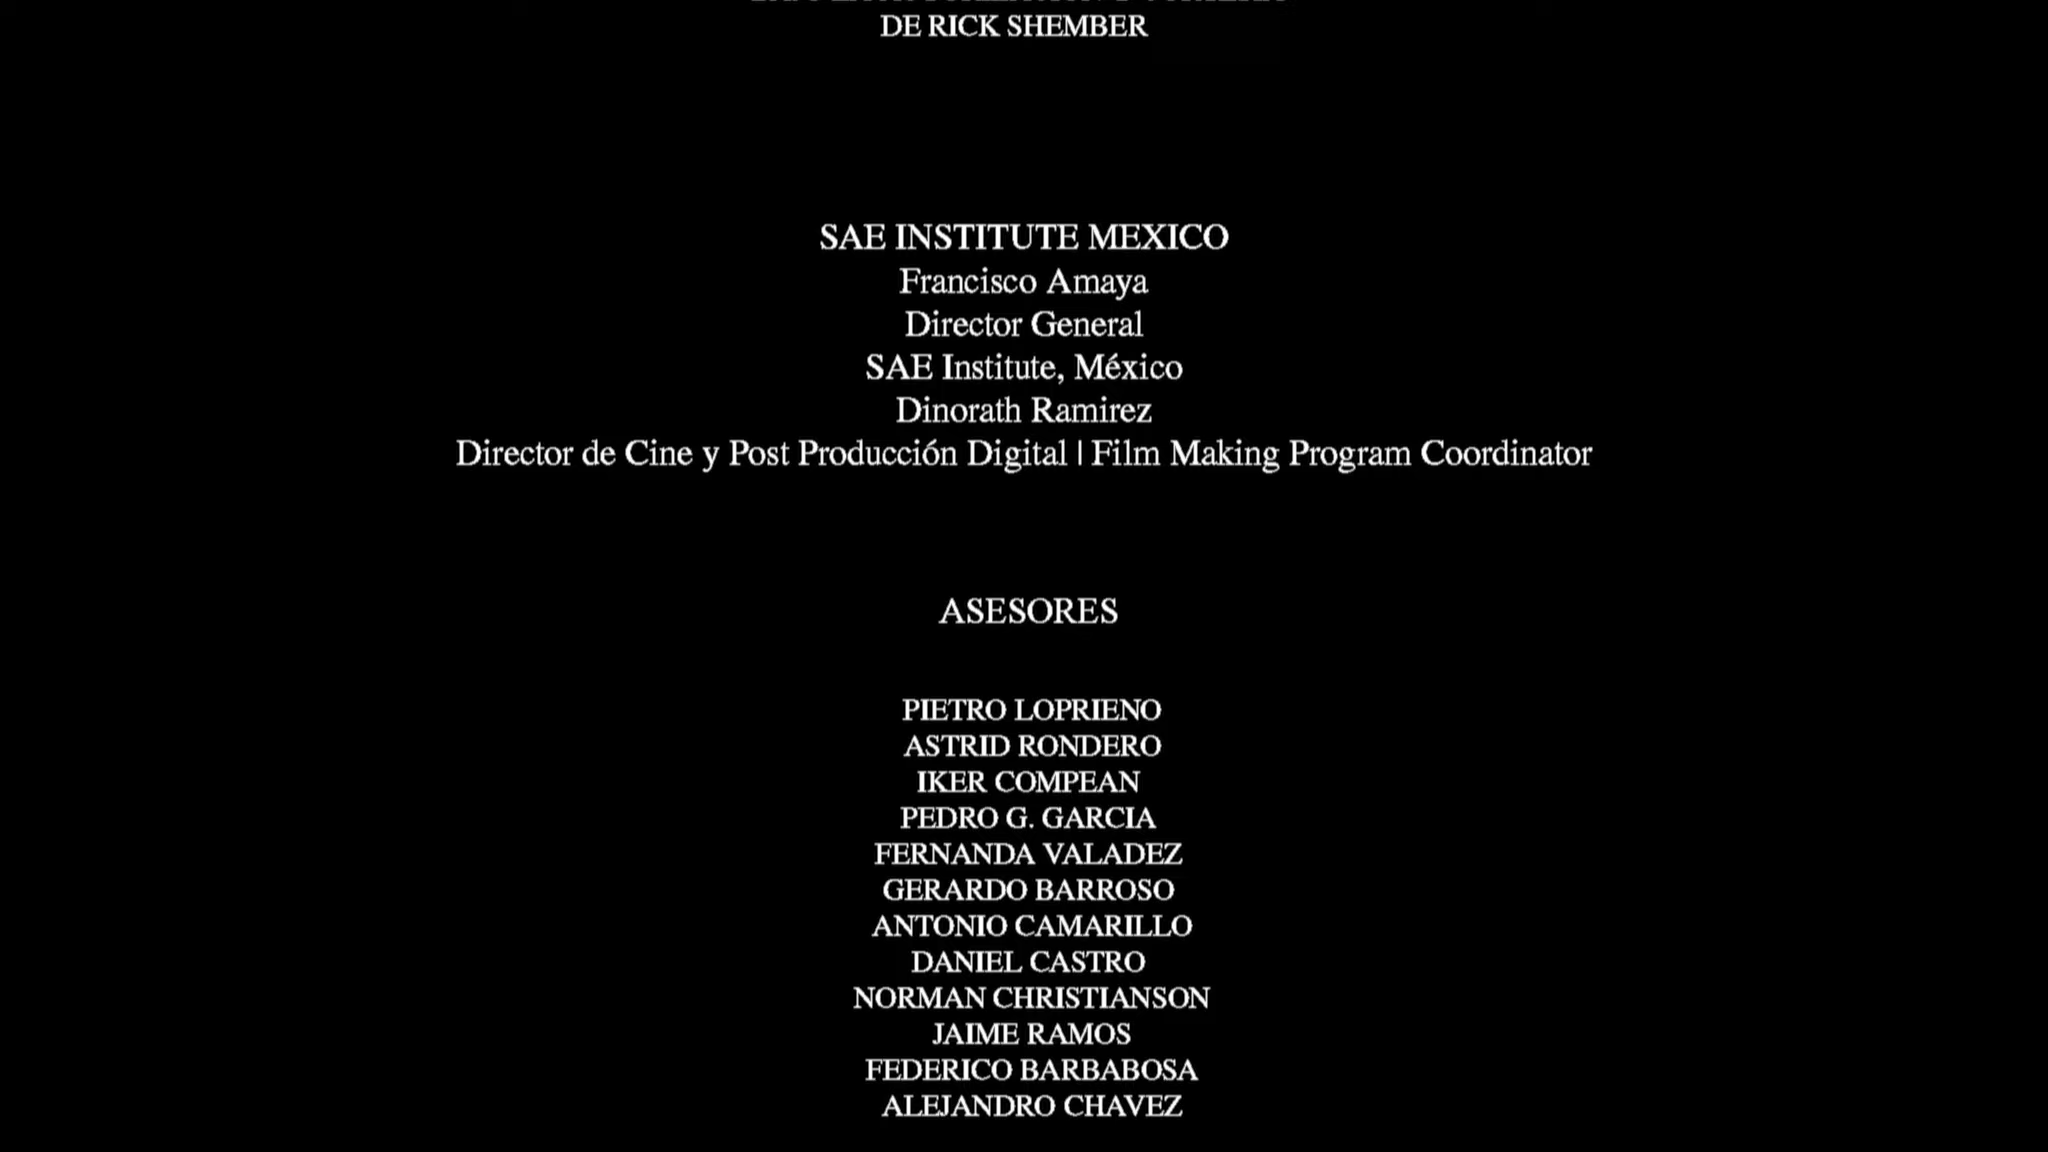 DE RICK SHEMBER
SAE INSTITUTE MEXICO
Francisco Amaya
Director General
SAE Institute, México
Dinorath Ramirez
Director de Cine y Post Producción Digital | Film Making Program Coordinator
ASESORES
PIETRO LOPRIENO
ASTRID RONDERO
IKER COMPEAN
PEDRO G. GARCIA
FERNANDA VALADEZ
GERARDO BARROSO
ANTONIO CAMARILLO
DANIEL CASTRO
NORMAN CHRISTIANSON
JAIME RAMOS
FEDERICO BARBABOSA
ALEJANDRO CHAVEZ